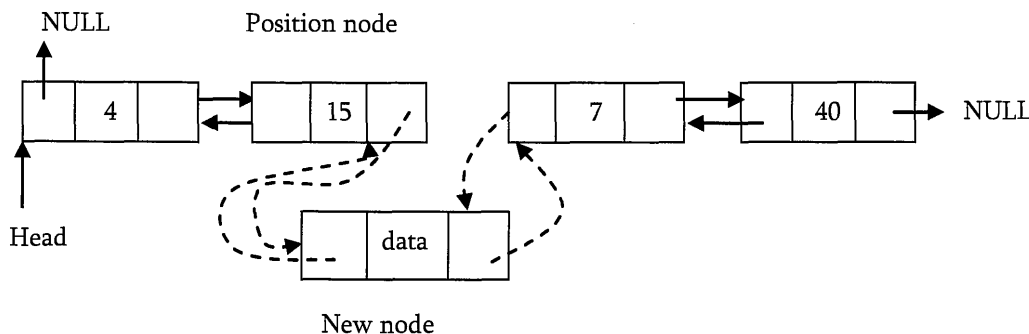 NULL Position node
4 15 7 40 NULL
Head data
New node